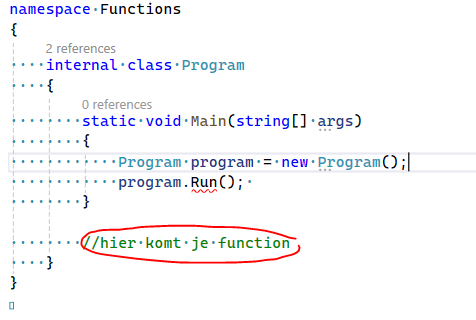 namespace Functions
{
2 references
internal class Program
{
0 references
static void Main(string[] args)
{
Program program = new Program();
program.Run();
}
//hier komt je function
}
}